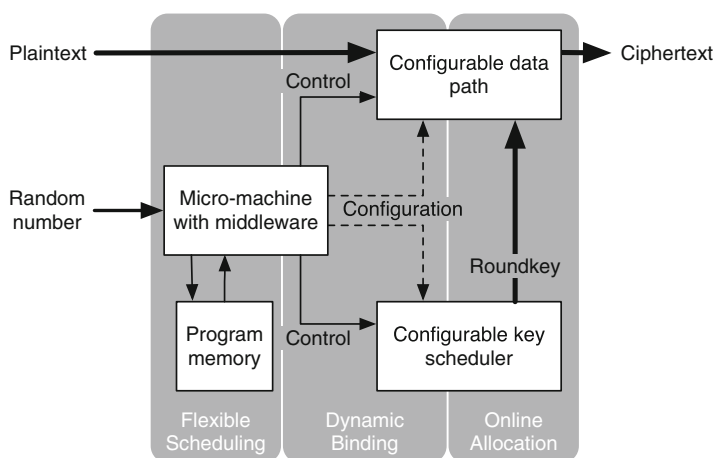 Plaintext
Configurable data
path
Ciphertext
Control
Random
number
Micro-machine
with middleware
Configuration
Roundkey
Program
memory
Control
Configurable key
scheduler
Flexible
Scheduling
Dynamic
Binding
Online
Allocation